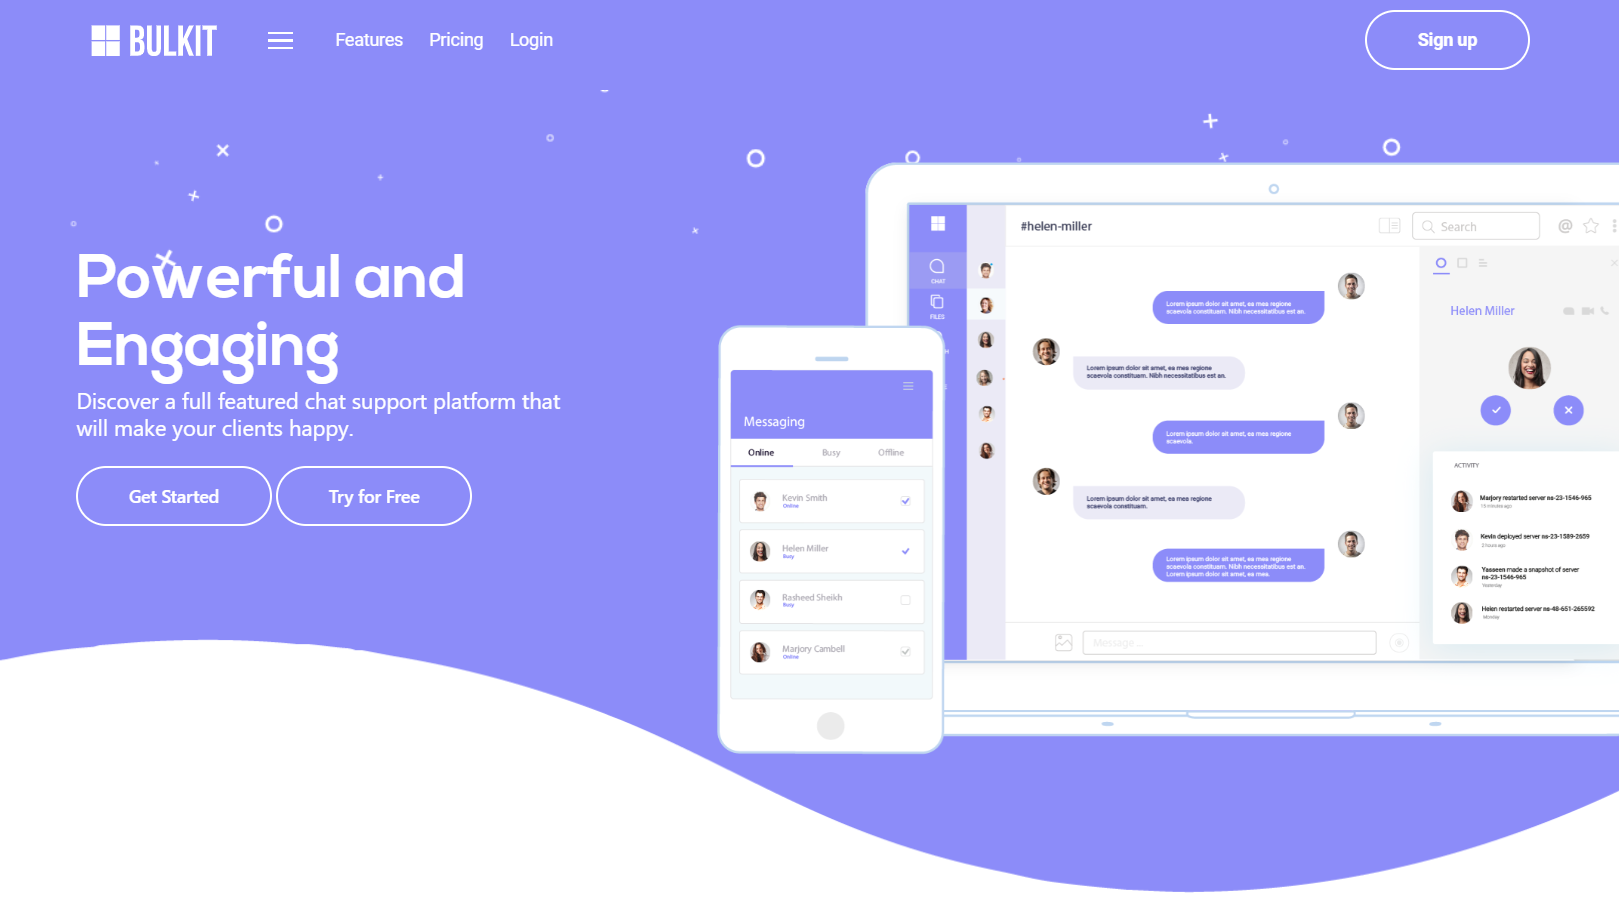 BULKIT
Features
Pricing
Login
Sign up
Powerful and
Engaging
Discover a full featured chat support platform that
will make your clients happy.
Get Started
Try for Free
Messaging
Online
Busy
Offline
Kevin Smith
Online
Helen Miller
Busy
Rasheed Sheikh
Busy
Marjory Cambell
Online
CHAT
FILES
#helen-miller
Search
@
Lorem ipsum dolor sit amet, ea mea regione
scaevola constituam. Nibh necessitatibus est an.
Lorem ipsum dolor sit amet, ea mea regione
scaevola constituam. Nibh necessitatibus est an.
Lorem ipsum dolor sit amet, ea mea regione
scaevola.
Lorem ipsum dolor sit amet, ea mea regione
scaevola constituam.
Lorem ipsum dolor sit amet, ea mea regione
scaevola constituam. Nibh necessitatibus est an.
Lorem ipsum dolor sit amet, ea mea.
Message ...
Helen Miller
ACTIVITY
Marjory restarted server ns-23-1546-965
Kevin deployed server ns-23-1589-2659
2 hours ago
Yasseen made a snapshot of server
ns-23-1546-965
Yesterday
Helen restarted server ns-48-651-265592
Monday